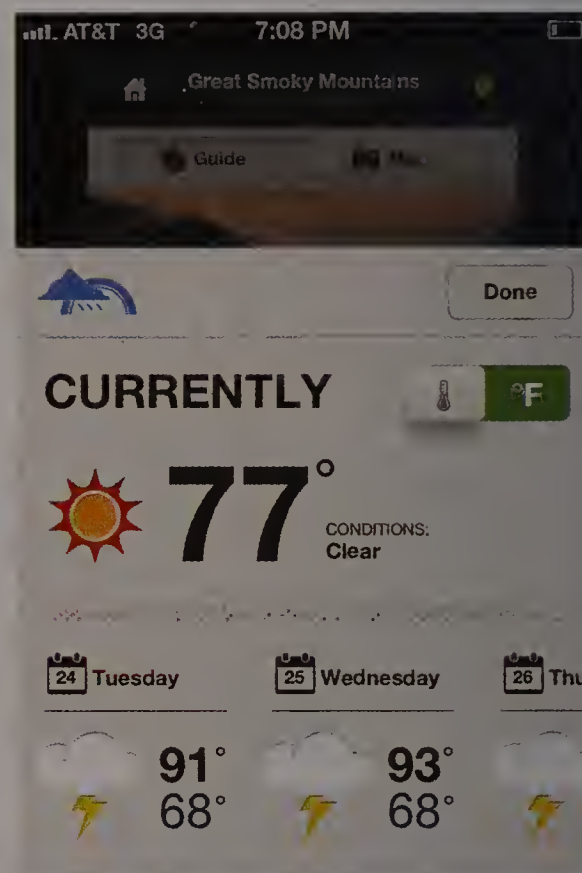 AT&T 3G 7:08 PM
Great Smoky Mountains
Guide
Done
CURRENTLY
°F
77°
CONDITIONS:
Clear
24 Tuesday 25 Wednesday 26 Thu
91° 93°
68° 68°